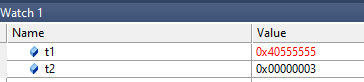 Watch 1
Name Value
t1 0x40555555
t2 0x00000003